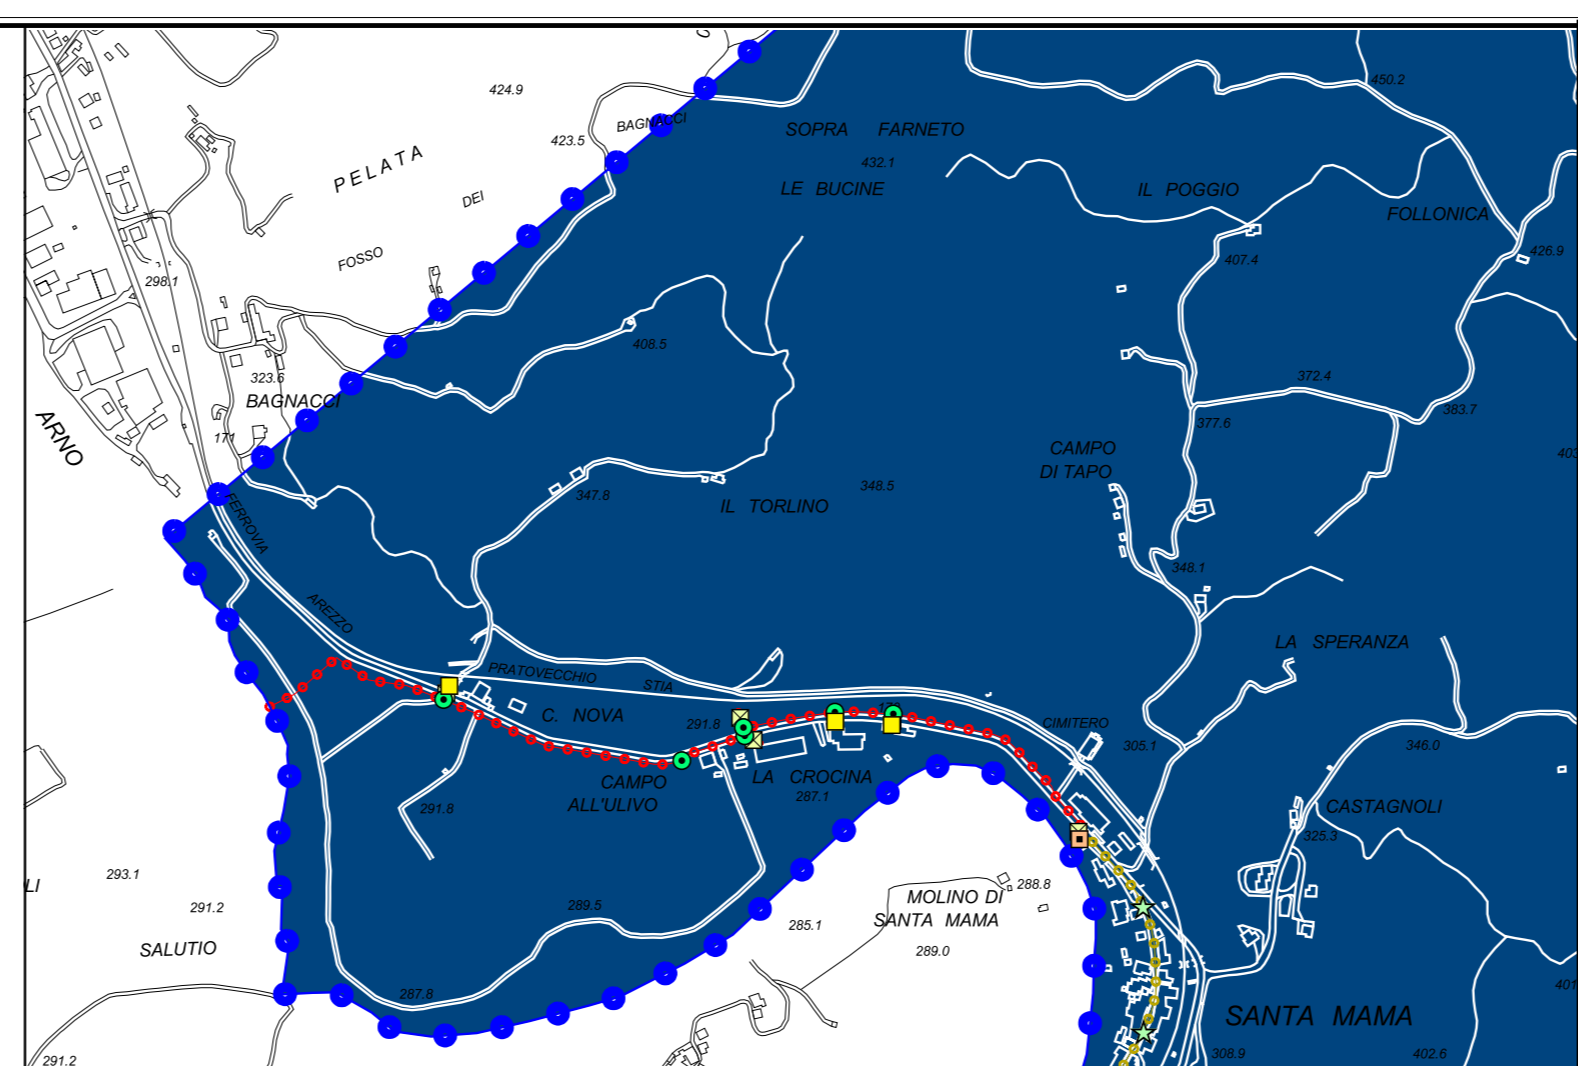 450.2
424.9
BAGNACCI
423.5
SOPRA FARNETO
432.1
PELATA
LE BUCINE
IL POGGIO
DEI
FOLLONICA
426.9
407.4
FOSSO
298.1
408.5
323.6
372.4
BAGNACCI
383.7
377.6
171
ARNO
CAMPO
DI TAPO
403
348.5
347.8
IL TORLINO
FERROVIA
348.1
AREZZO
LA SPERANZA
PRATOVECCHIO
STIA
C. NOVA
291.8
CIMITERO
305.1
346.0
CAMPO
ALL'ULIVO
LA CROCINA
287.1
291.8
CASTAGNOLI
325.3
293.1
LI
288.8
MOLINO DI
SANTA MAMA
291.2
289.5
285.1
SALUTIO
289.0
401
287.8
SANTA MAMA
291.2
308.9
402.6